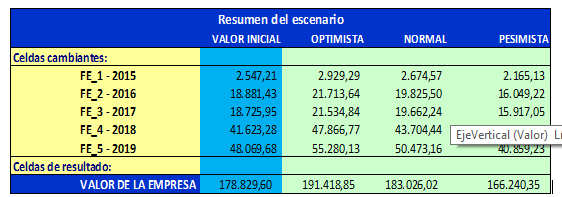 Resumen del escenario
VALOR INICIAL OPTIMISTA NORMAL PESIMISTA
Celdas cambiantes:
FE_1 - 2015 2.547,21 2.929,29 2.674,57 2.165,13
FE_2 - 2016 18.881,43 21.713,64 19.825,50 16.049,22
FE_3 - 2017 18.725,95 21.534,84 19.662,24 15.917,05
FE_4 - 2018 41.623,28 47.866,77 43.704,44
EjeVertical (Valor)
FE_5 - 2019 48.069,68 55.280,13 50.473,16 40.859,23
Celdas de resultado:
VALOR DE LA EMPRESA 178.829,60 191.418,85 183.026,02 166.240,35